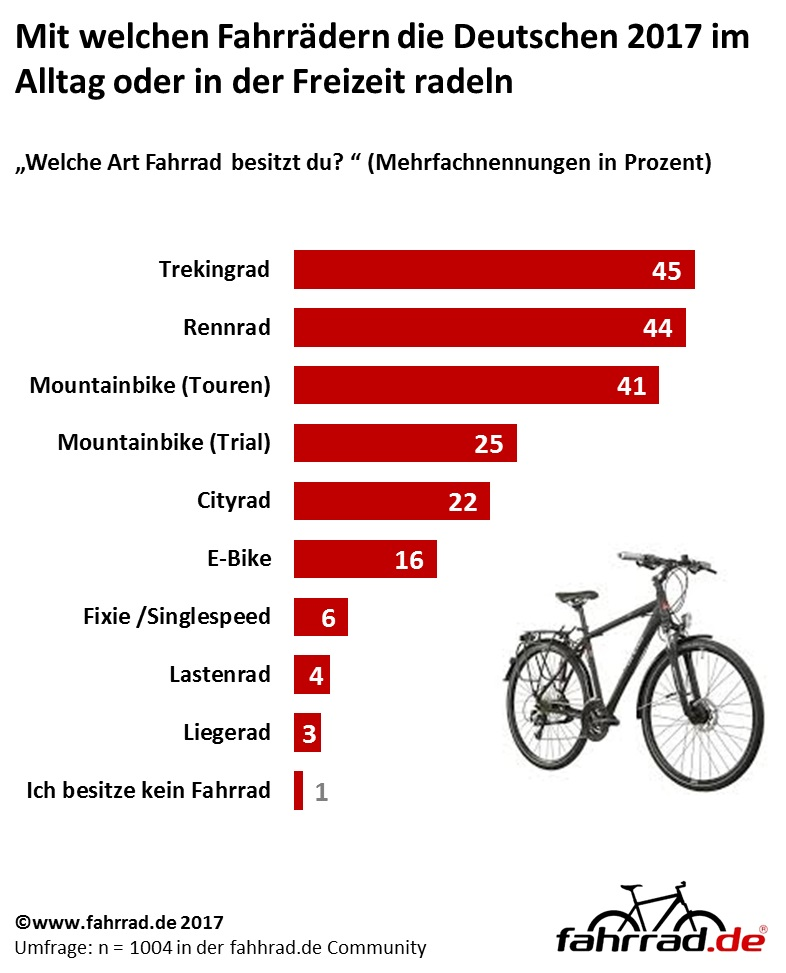 Mit welchen Fahrrädern die Deutschen 2017 im
Alltag oder in der Freizeit radeln
„Welche Art Fahrrad besitzt du? “ (Mehrfachnennungen in Prozent)
Trekingrad 45
Rennrad 44
Mountainbike (Touren) 41
Mountainbike (Trial) 25
Cityrad 22
E-Bike 16
Fixie /Singlespeed 6
Lastenrad 4
Liegerad 3
Ich besitze kein Fahrrad 1
©www.fahrrad.de 2017
Umfrage: n = 1004 in der fahhrad.de Community
fahrrad.de®